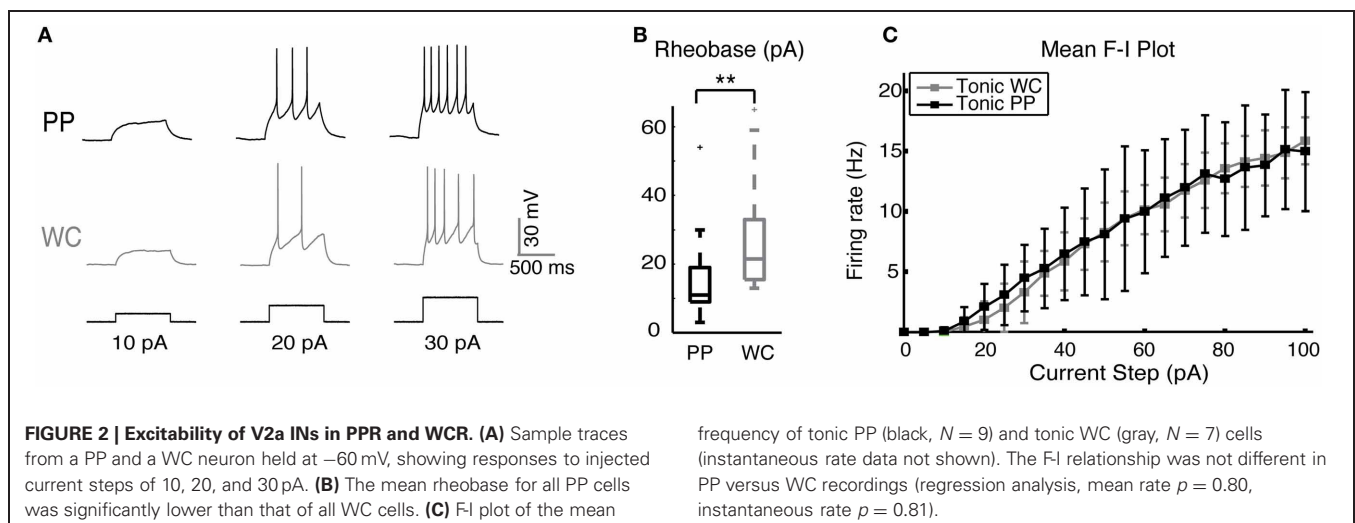 A
PP
WC
30 mV
500 ms
10 pA
20 pA
30 pA
B
Rheobase (pA)
**
60
40
20
0
PP
WC
C
Mean F-I Plot
Tonic WC
Tonic PP
20
15
10
5
Firing rate (Hz)
0
20
40
60
80
100
Current Step (pA)
FIGURE 2 | Excitability of V2a INs in PPR and WCR. (A) Sample traces
from a PP and a WC neuron held at −60 mV, showing responses to injected
current steps of 10, 20, and 30 pA. (B) The mean rheobase for all PP cells
was significantly lower than that of all WC cells. (C) F-I plot of the mean
frequency of tonic PP (black, N = 9) and tonic WC (gray, N = 7) cells
(instantaneous rate data not shown). The F-I relationship was not different in
PP versus WC recordings (regression analysis, mean rate p = 0.80,
instantaneous rate p = 0.81).